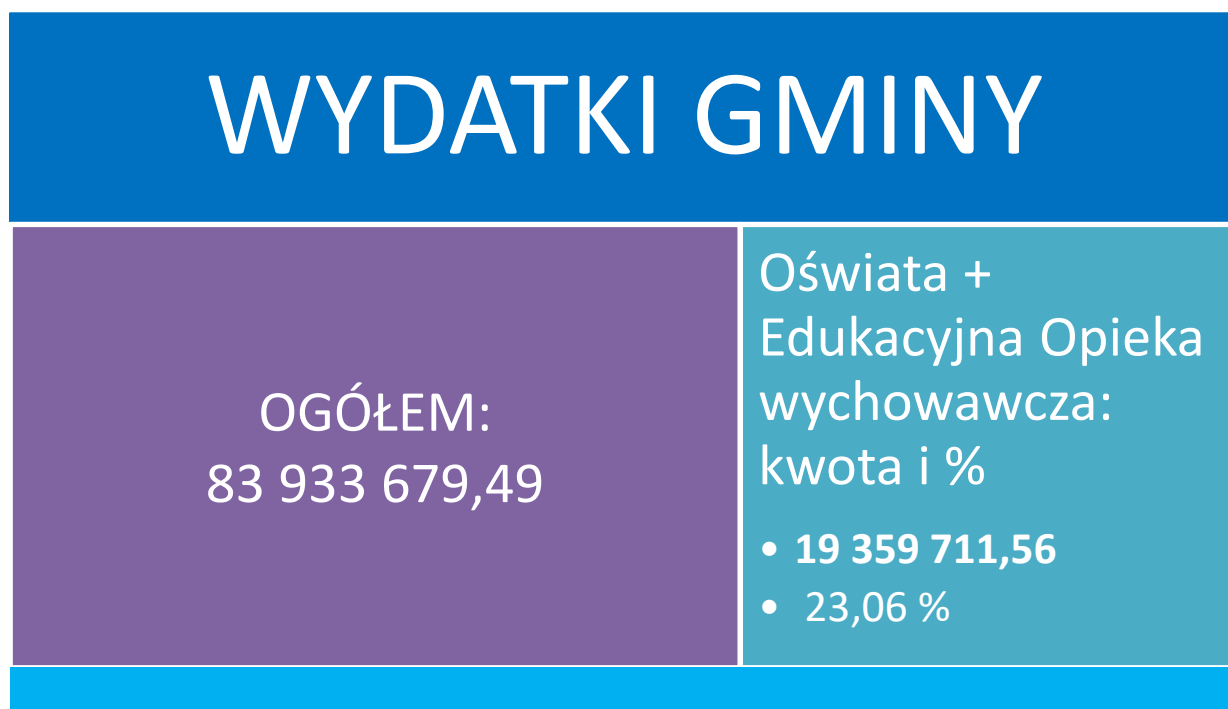 WYDATKI GMINY
OGÓŁEM:
83 933 679,49
Oświata +
Edukacyjna Opieka
wychowawcza:
kwota i %
• 19 359 711,56
• 23,06 %